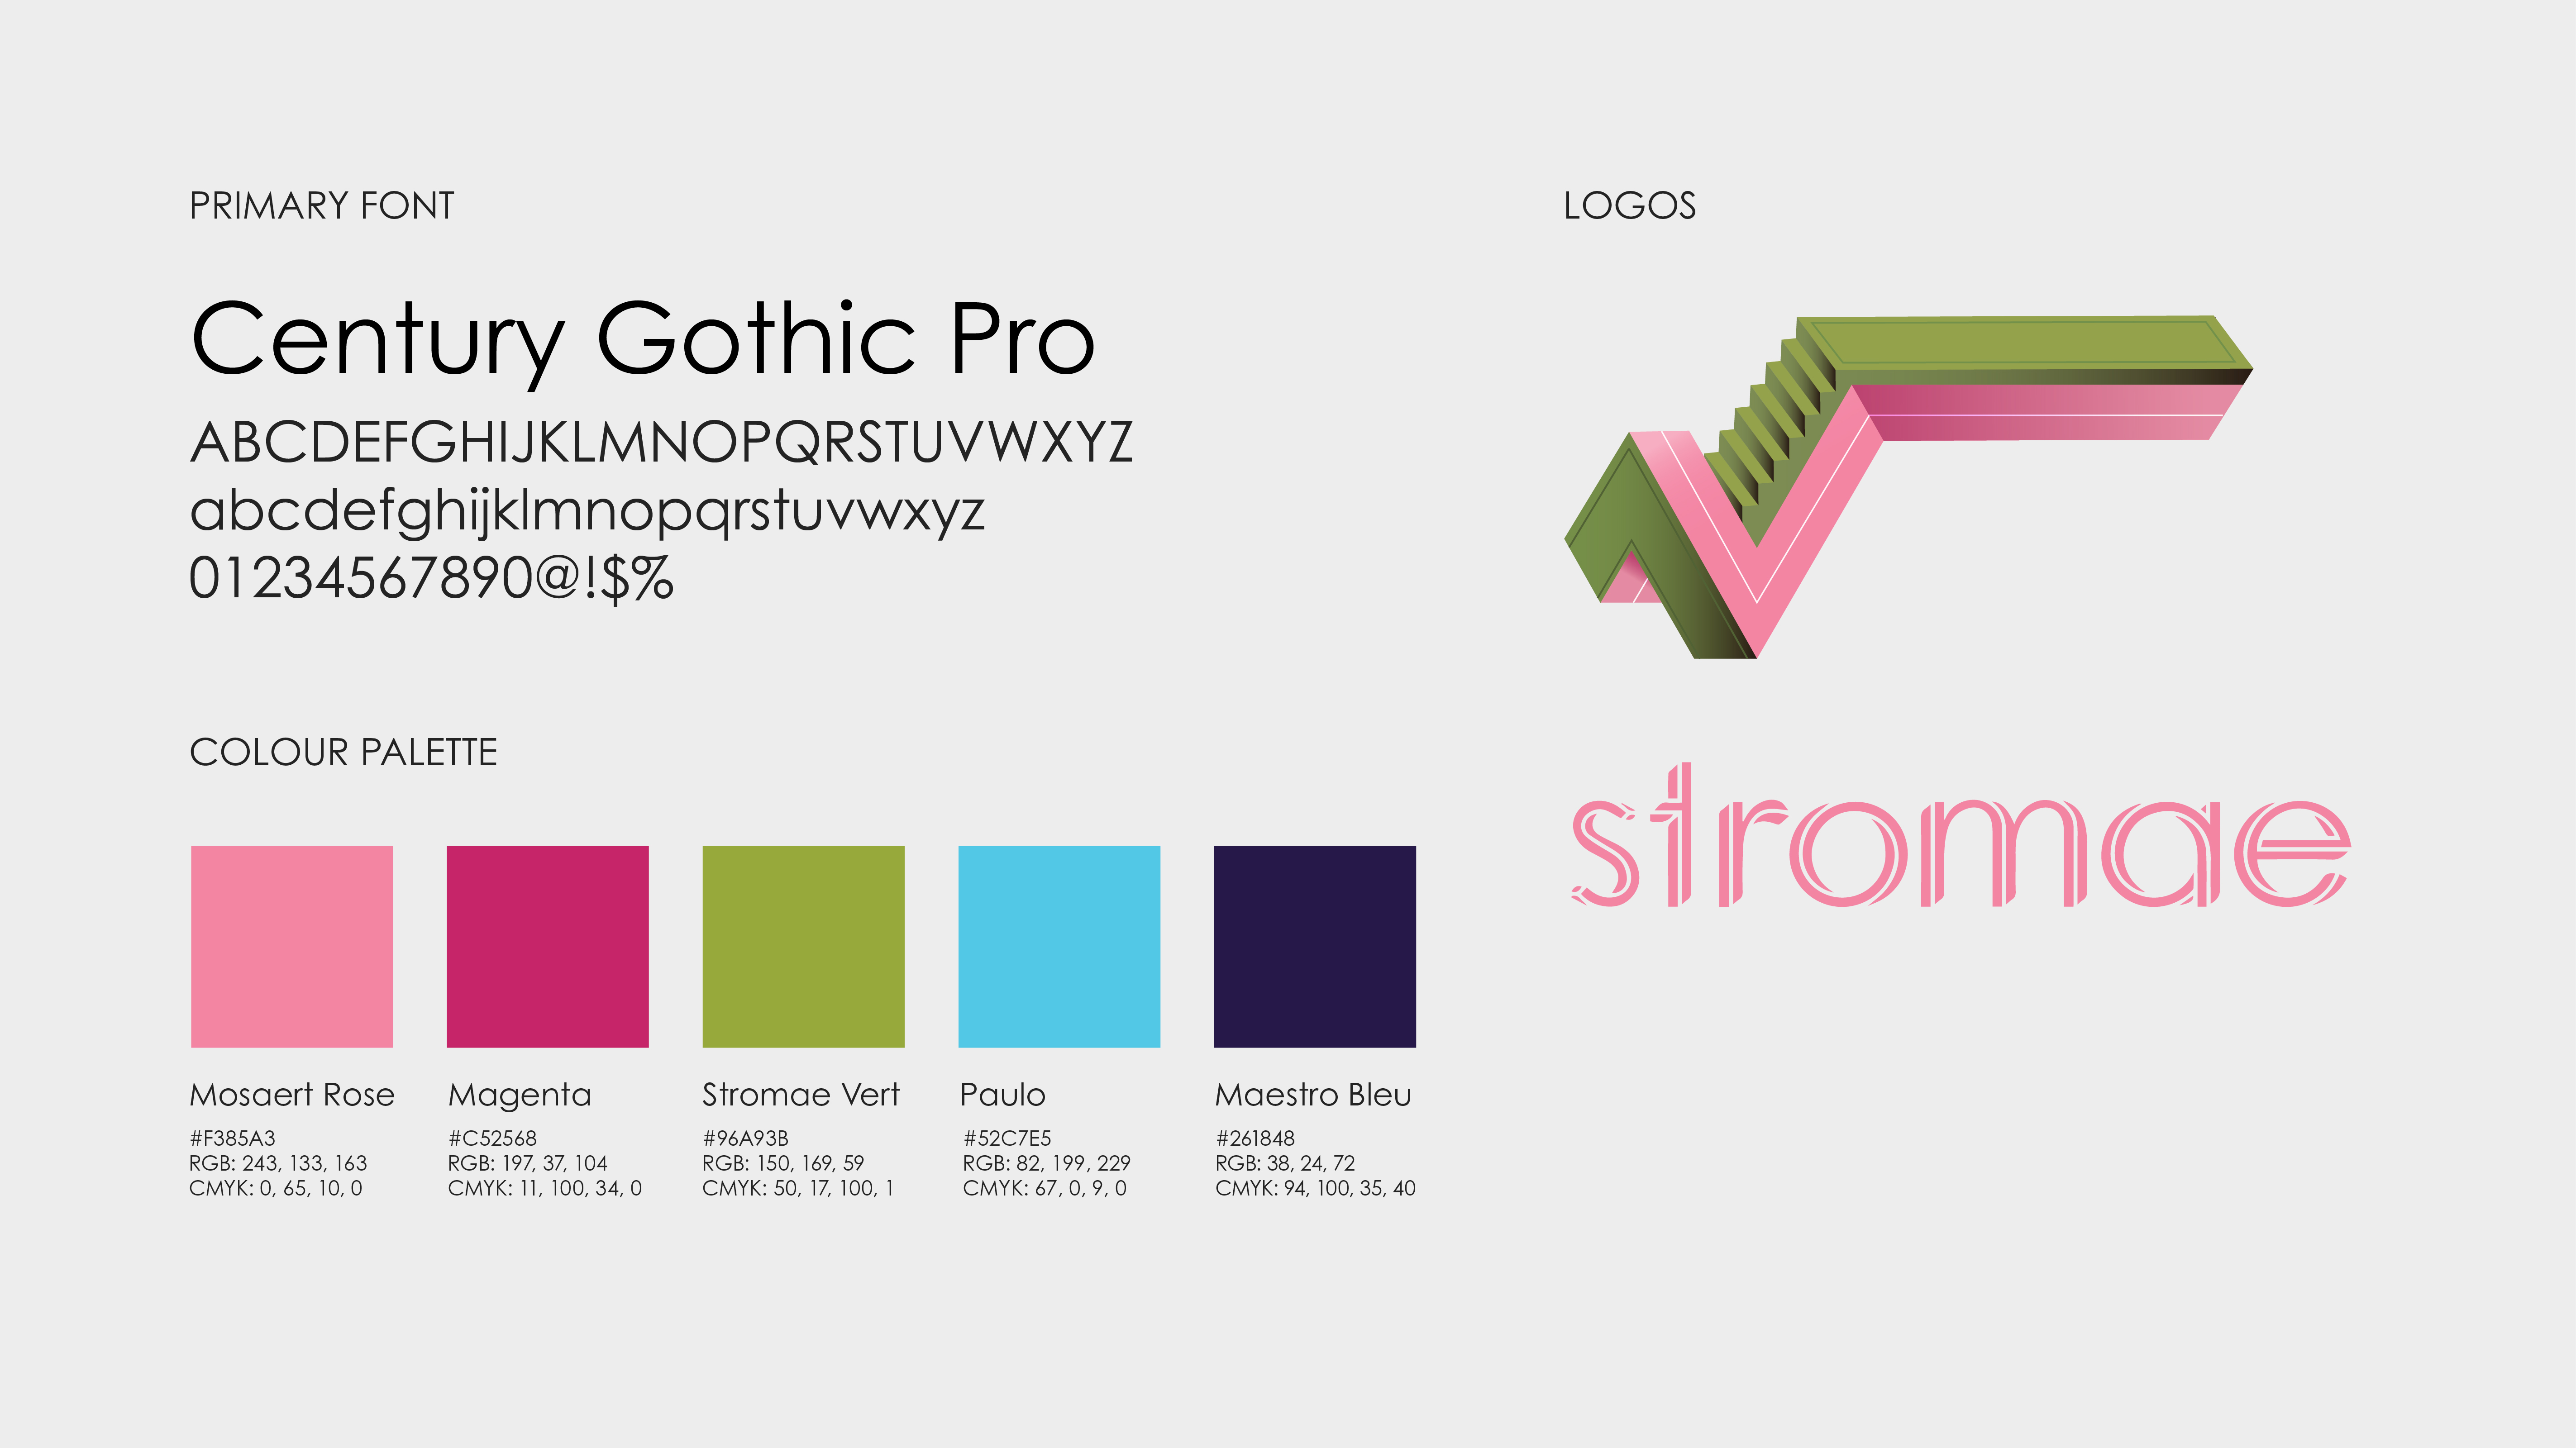 PRIMARY FONT
Century Gothic Pro
ABCDEFGHIJKLMNOPQRSTUVWXYZ
abcdefghijklmnopqrstuvwxyz
01234567890@!$%
COLOUR PALETTE
Mosaert Rose
#F385A3
RGB: 243, 133, 163
CMYK: 0, 65, 10, 0
Magenta
#C52568
RGB: 197, 37, 104
CMYK: 11, 100, 34, 0
Stromae Vert
#96A93B
RGB: 150, 169, 59
CMYK: 50, 17, 100, 1
Paulo
#52C7E5
RGB: 82, 199, 229
CMYK: 67, 0, 9, 0
Maestro Bleu
#261848
RGB: 38, 24, 72
CMYK: 94, 100, 35, 40
LOGOS
stromae